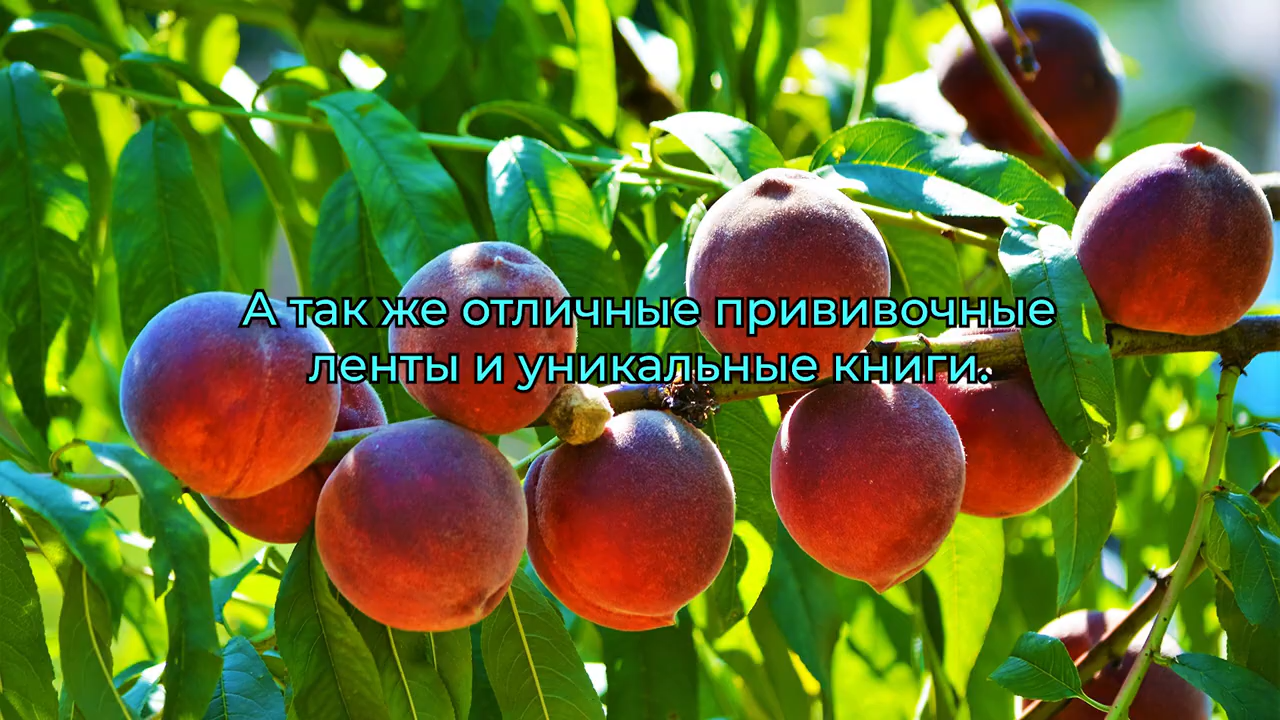 А так же отличные прививочные
ленты и уникальные книги.